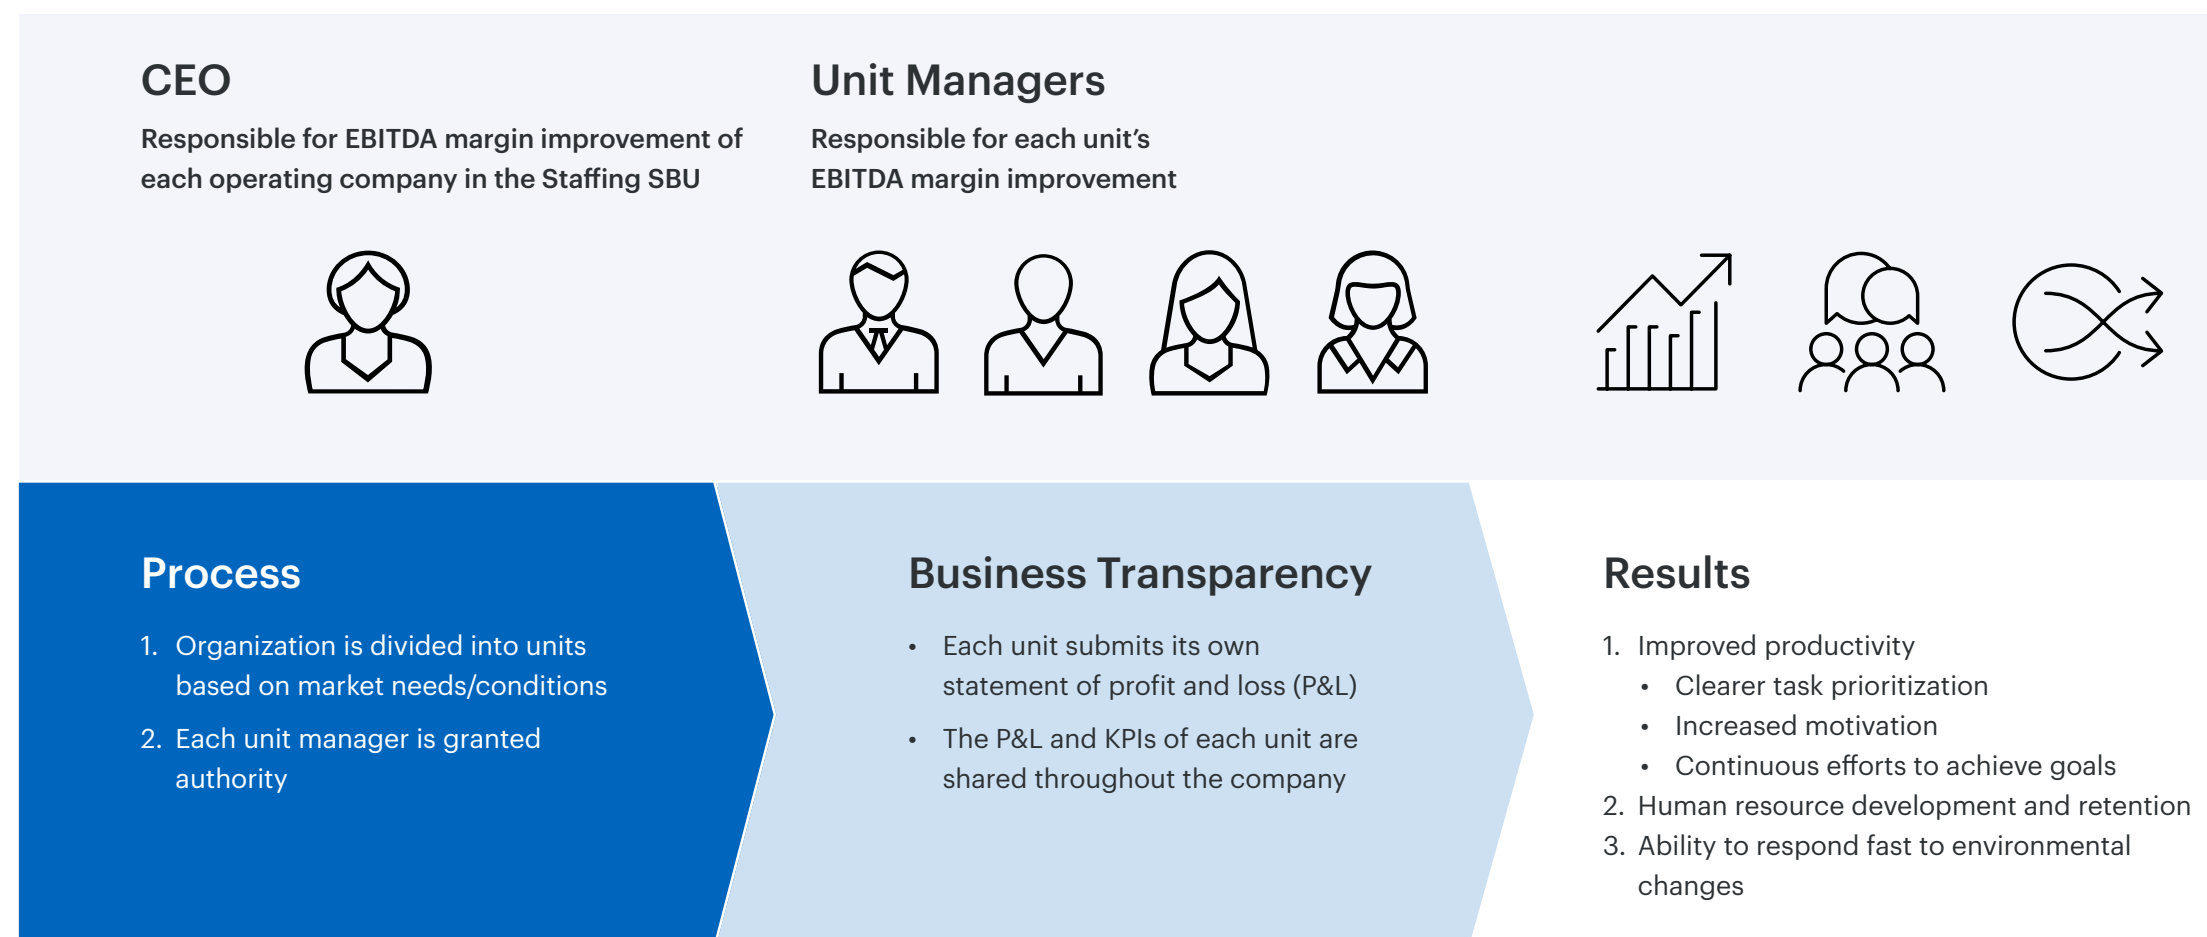 CEO
Responsible for EBITDA margin improvement of
each operating company in the Staffing SBU
Unit Managers
Responsible for each unit’s
EBITDA margin improvement
Process
1. Organization is divided into units
based on market needs/conditions
2. Each unit manager is granted
authority
Business Transparency
• Each unit submits its own
statement of profit and loss (P&L)
• The P&L and KPIs of each unit are
shared throughout the company
Results
1. Improved productivity
• Clearer task prioritization
• Increased motivation
• Continuous efforts to achieve goals
2. Human resource development and retention
3. Ability to respond fast to environmental
changes